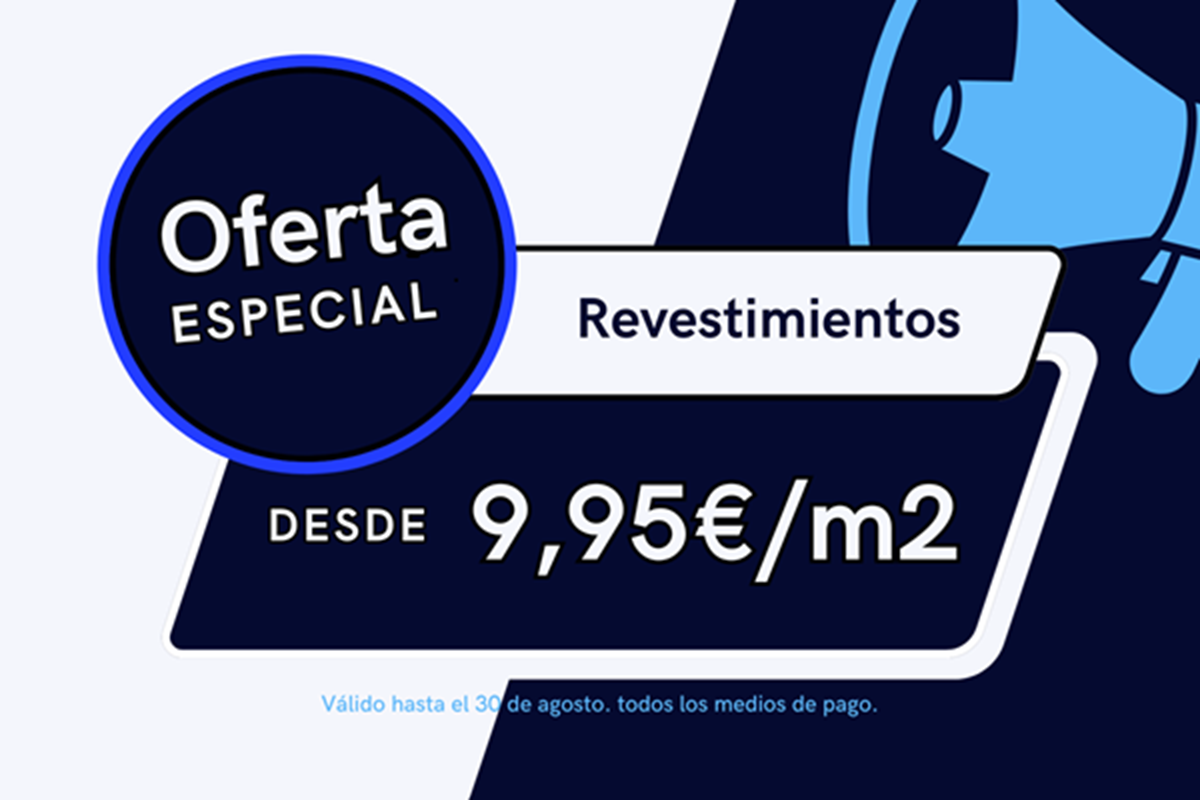 Oferta
ESPECIAL
Revestimientos
DESDE 9,95€/m2
Válido hasta el 30 de agosto. todos los medios de pago.